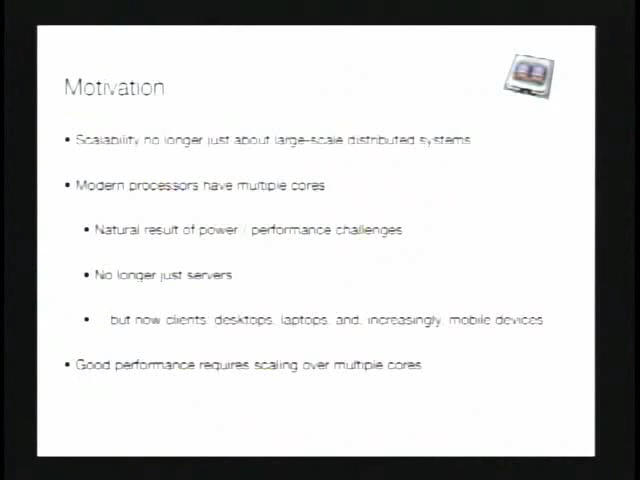 Motivation
• Scalability no longer just about large-scale distributed systems
• Modern processors have multiple cores
• Natural result of power / performance challenges
• No longer just servers
• but now clients, desktops, laptops, and, increasingly, mobile devices
• Good performance requires scaling over multiple cores